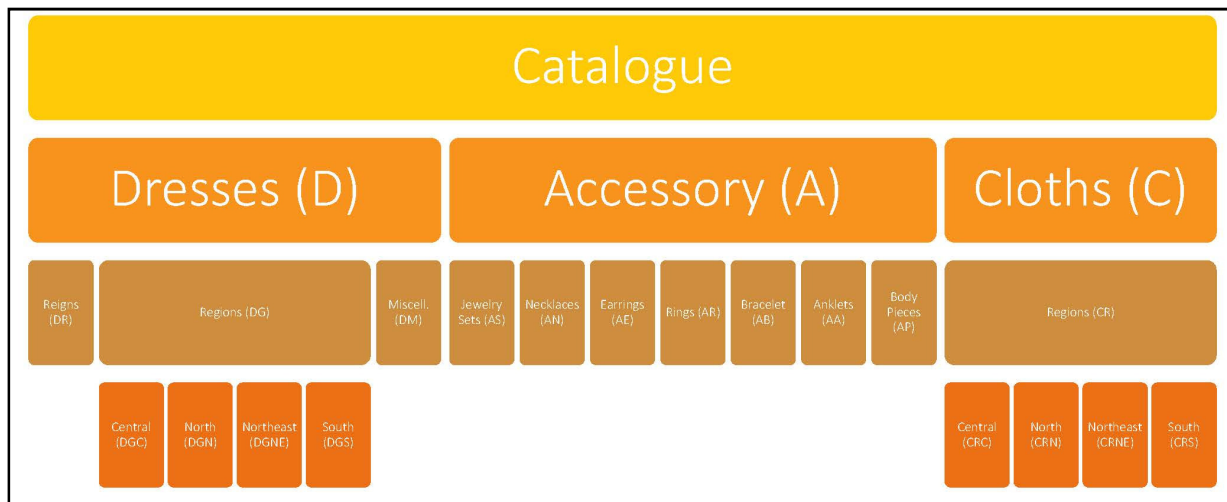 Catalogue
Dresses (D)
Accessory (A)
Cloths (C)
Reigns
(DR)
Regions (DG)
Miscell.
(DM)
Jewelry
Sets (AS)
Necklaces
(AN)
Earrings
(AE)
Rings (AR)
Bracelet
(AB)
Anklets
(AA)
Body
Pieces
(AP)
Regions (CR)
Central
(DGC)
North
(DGN)
Northeast
(DGNE)
South
(DGS)
Central
(CRC)
North
(CRN)
Northeast
(CRNE)
South
(CRS)